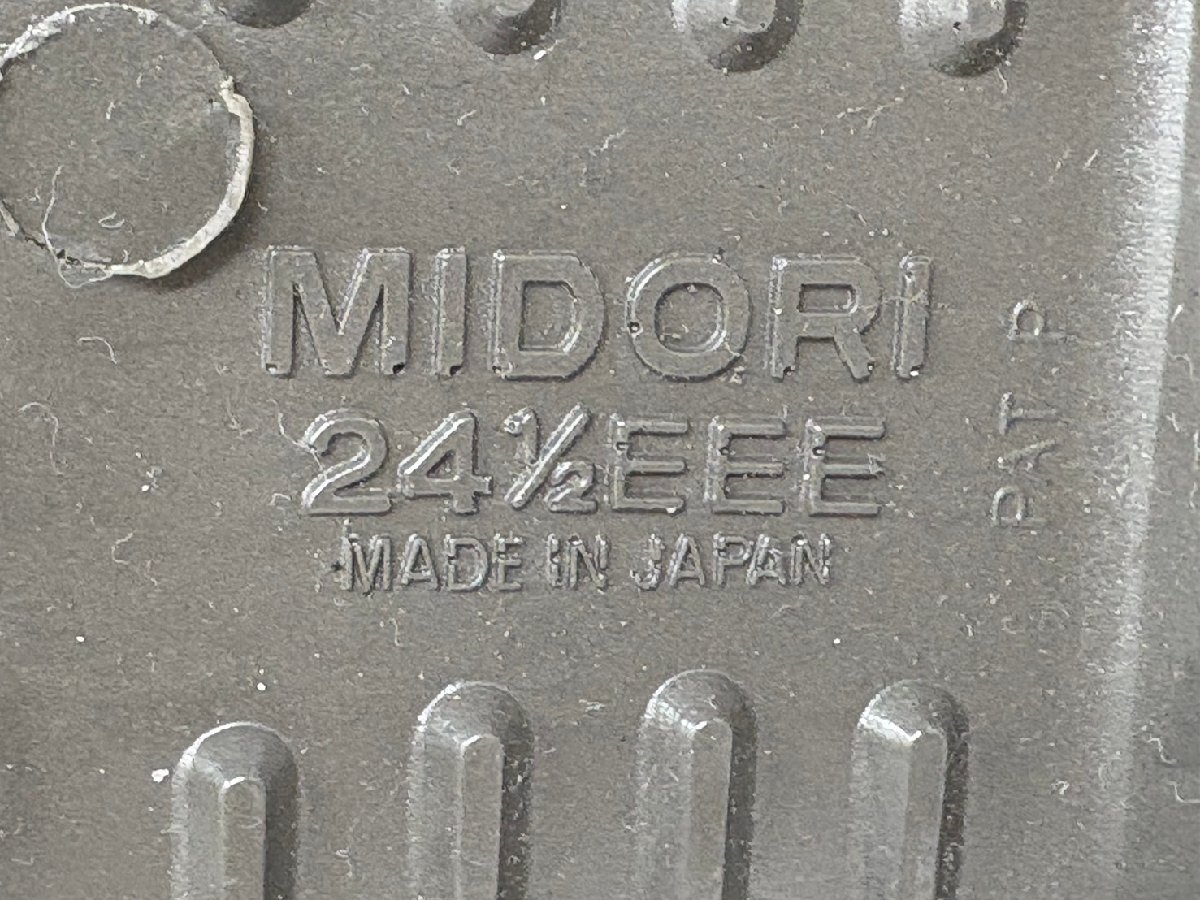 MIDORI
24½EEE
MADE IN JAPAN
PAT P